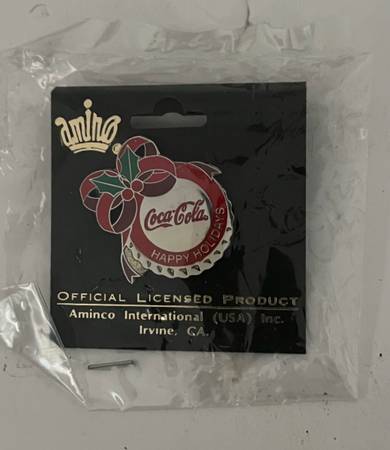 aminco
Coca-Cola
HAPPY HOLIDAYS
OFFICIAL LICENSED PRODUCT
Aminco International (USA) Inc.
Irvine, CA.